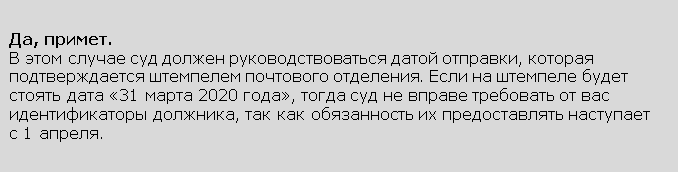 Да, примет.
В этом случае суд должен руководствоваться датой отправки, которая
подтверждается штемпелем почтового отделения. Если на штемпеле будет
стоять дата «31 марта 2020 года», тогда суд не вправе требовать от вас
идентификаторы должника, так как обязанность их предоставлять наступает
с 1 апреля.